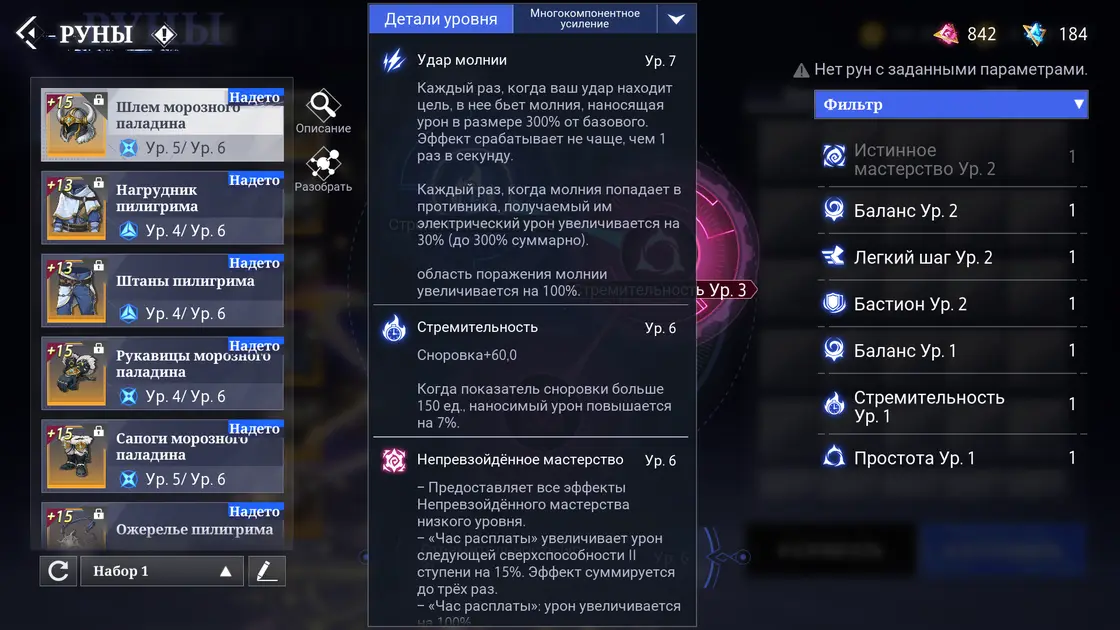 РУНЫ
842
184
Нет рун с заданными параметрами.
Фильтр
+15
Надето
Шлем морозного
паладина
Ур. 5/ Ур. 6
Описание
Разобрать
+13
Надето
Нагрудник
пилигрима
Ур. 4/ Ур. 6
+13
Надето
Штаны пилигрима
Ур. 4/ Ур. 6
+15
Надето
Рукавицы морозного
паладина
Ур. 4/ Ур. 6
+15
Надето
Сапоги морозного
паладина
Ур. 5/ Ур. 6
+15
Надето
Ожерелье пилигрима
Набор 1
Детали уровня
Многокомпонентное
усиление
Удар молнии Ур. 7
Каждый раз, когда ваш удар находит
цель, в нее бьет молния, наносящая
урон в размере 300% от базового.
Эффект срабатывает не чаще, чем 1
раз в секунду.
Каждый раз, когда молния попадает в
противника, получаемый им
электрический урон увеличивается на
30% (до 300% суммарно).
область поражения молнии
увеличивается на 100%.
Стремительность Ур. 3
Стремительность Ур. 6
Сноровка+60,0
Когда показатель сноровки больше
150 ед., наносимый урон повышается
на 7%.
Непревзойдённое мастерство Ур. 6
– Предоставляет все эффекты
Непревзойдённого мастерства
низкого уровня.
– «Час расплаты» увеличивает урон
следующей сверхспособности II
ступени на 15%. Эффект суммируется
до трёх раз.
– «Час расплаты»: урон увеличивается
на 100%
Истинное
мастерство Ур. 2 1
Баланс Ур. 2 1
Легкий шаг Ур. 2 1
Бастион Ур. 2 1
Баланс Ур. 1 1
Стремительность
Ур. 1 1
Простота Ур. 1 1